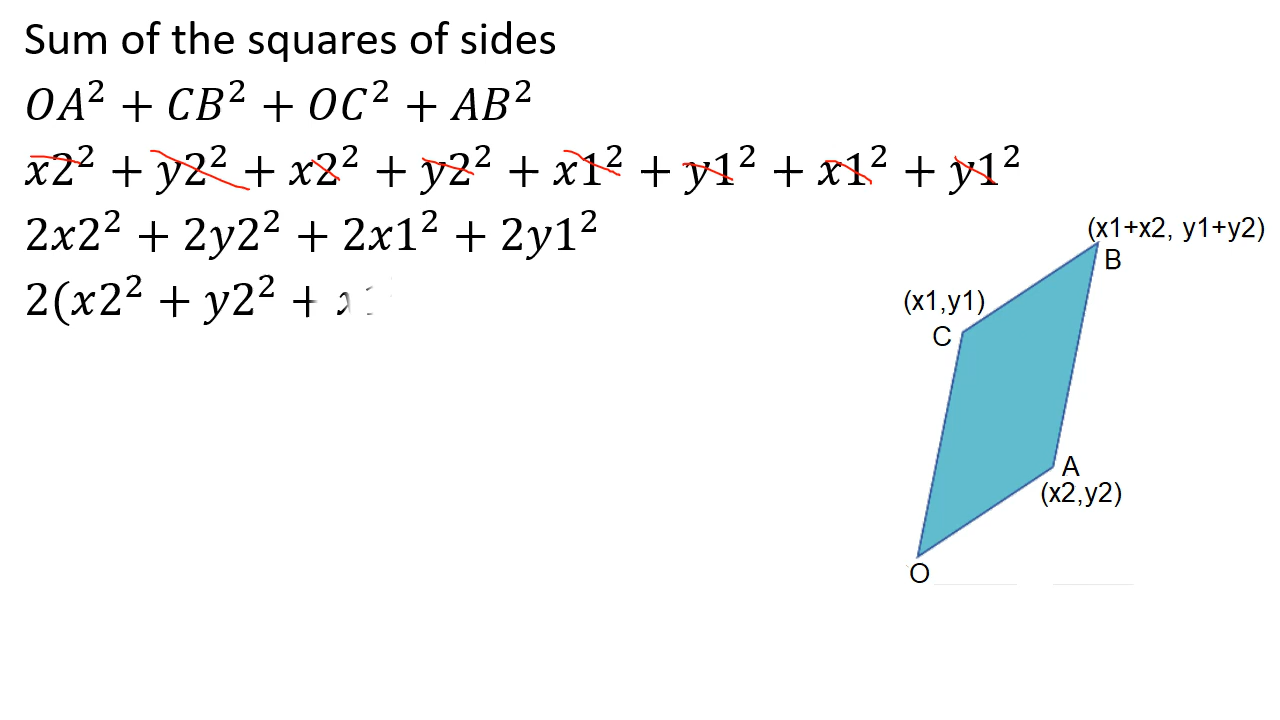 Sum of the squares of sides
OA² + CB² + OC² + AB²
x2² + y2² + x2² + y2² + x1² + y1² + x1² + y1²
2x2² + 2y2² + 2x1² + 2y1²
2(x2² + y2² +
(x1+x2, y1+y2)
B
(x1,y1)
C
A
(x2,y2)
O